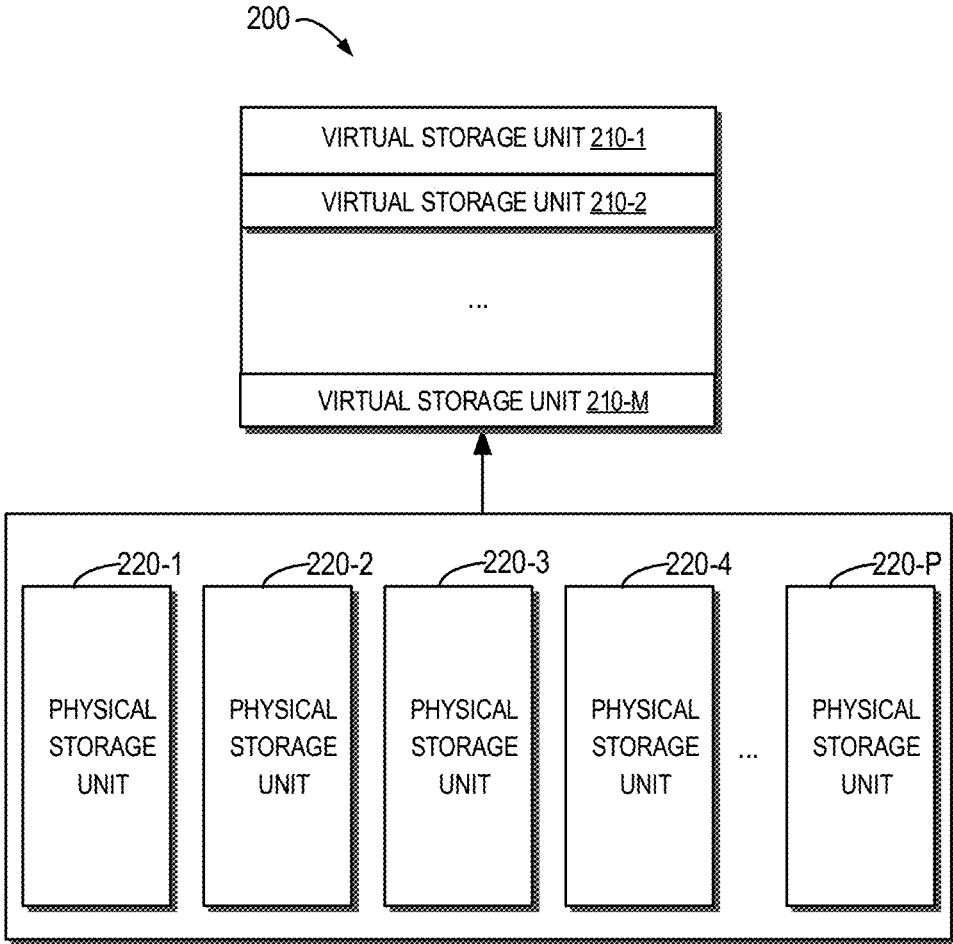 200
VIRTUAL STORAGE UNIT 210-1
VIRTUAL STORAGE UNIT 210-2
...
VIRTUAL STORAGE UNIT 210-M
220-1
220-2
220-3
220-4
220-P
PHYSICAL
STORAGE
UNIT
PHYSICAL
STORAGE
UNIT
PHYSICAL
STORAGE
UNIT
PHYSICAL
STORAGE
UNIT
...
PHYSICAL
STORAGE
UNIT